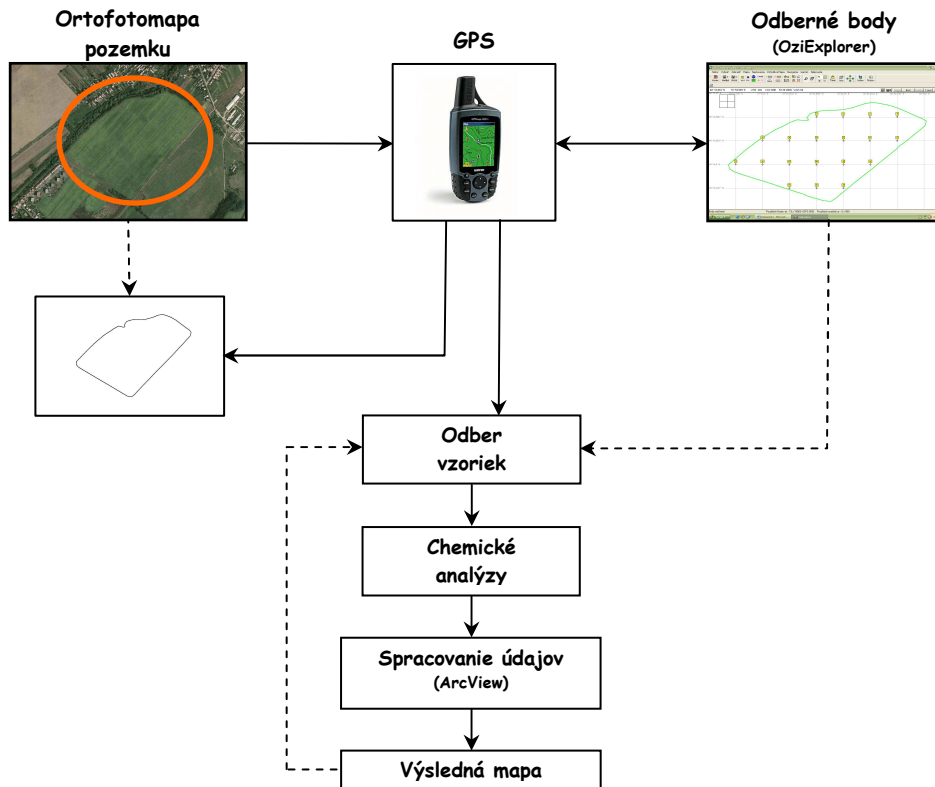 Ortofotomapa
pozemku
GPS
Odberné body
(OziExplorer)
Odber
vzoriek
Chemické
analýzy
Spracovanie údajov
(ArcView)
Výsledná mapa